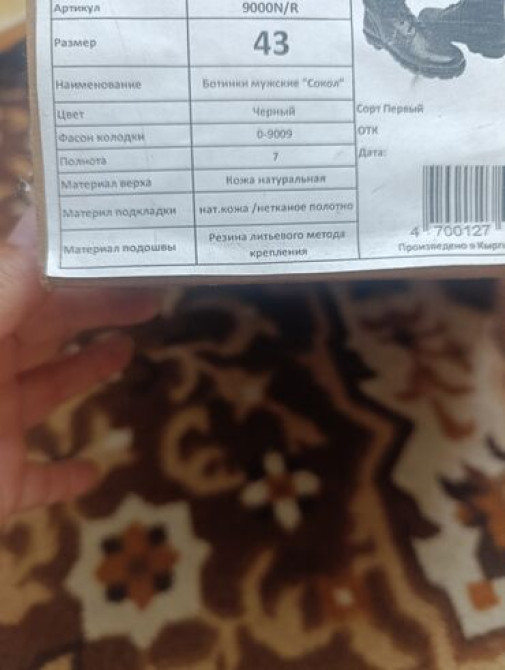 Артикул 9000N/R
Размер 43
Наименование Ботинки мужские "Сокол"
Цвет Черный
Фасон колодки 0-9009
Полнота 7
Материал верха Кожа натуральная
Материл подкладки нат.кожа /нетканое полотно
Материал подошвы Резина литьевого метода
крепления
Сорт Первый
ОТК
Дата:
4 700127
Произведено в Кырг